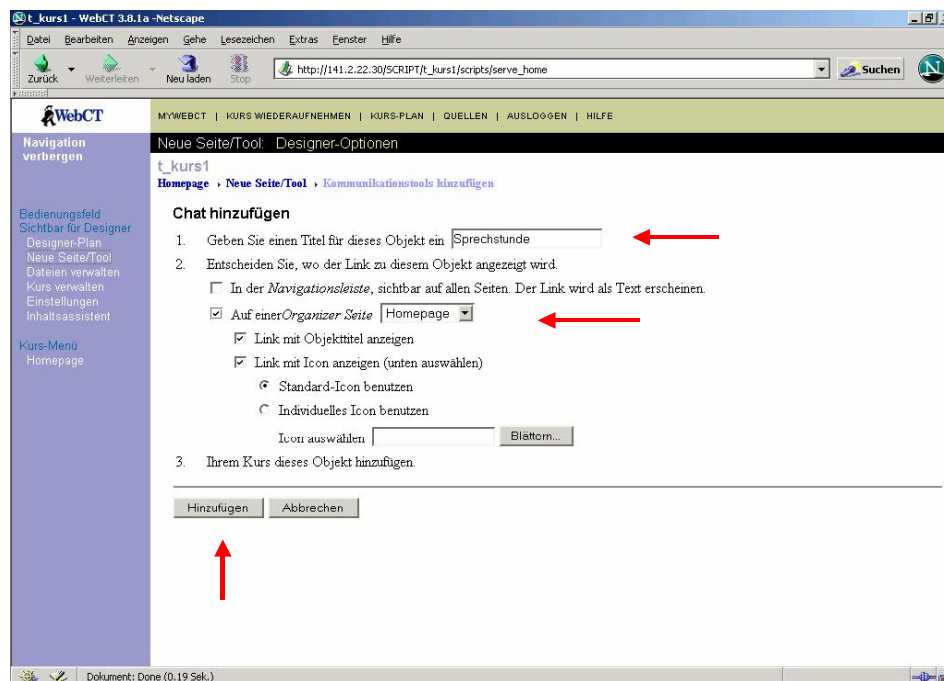 t_kurs1 - WebCT 3.8.1a -Netscape
Datei Bearbeiten Anzeigen Gehe Lesezeichen Extras Fenster Hilfe
Zurück Weiterleiten Neu laden Stop http://141.2.22.30/SCRIPT/t_kurs1/scripts/serve_home Suchen N
WebCT MYWEBCT | KURS WIEDERAUFNEHMEN | KURS-PLAN | QUELLEN | AUSLOGGEN | HILFE
Navigation verbergen
Neue Seite/Tool: Designer-Optionen
t_kurs1
Homepage › Neue Seite/Tool › Kommunikationstools hinzufügen
Bedienungsfeld
Sichtbar für Designer
Designer-Plan
Neue Seite/Tool
Dateien verwalten
Kurs verwalten
Einstellungen
Inhaltsassistent
Kurs-Menü
Homepage
Chat hinzufügen
1. Geben Sie einen Titel für dieses Objekt ein Sprechstunde
2. Entscheiden Sie, wo der Link zu diesem Objekt angezeigt wird.
In der Navigationsleiste, sichtbar auf allen Seiten. Der Link wird als Text erscheinen.
Auf einerOrganizer Seite Homepage
Link mit Objekttitel anzeigen
Link mit Icon anzeigen (unten auswählen)
Standard-Icon benutzen
Individuelles Icon benutzen
Icon auswählen Blättern...
3. Ihrem Kurs dieses Objekt hinzufügen.
Hinzufügen Abbrechen
Dokument: Done (0.19 Sek.)